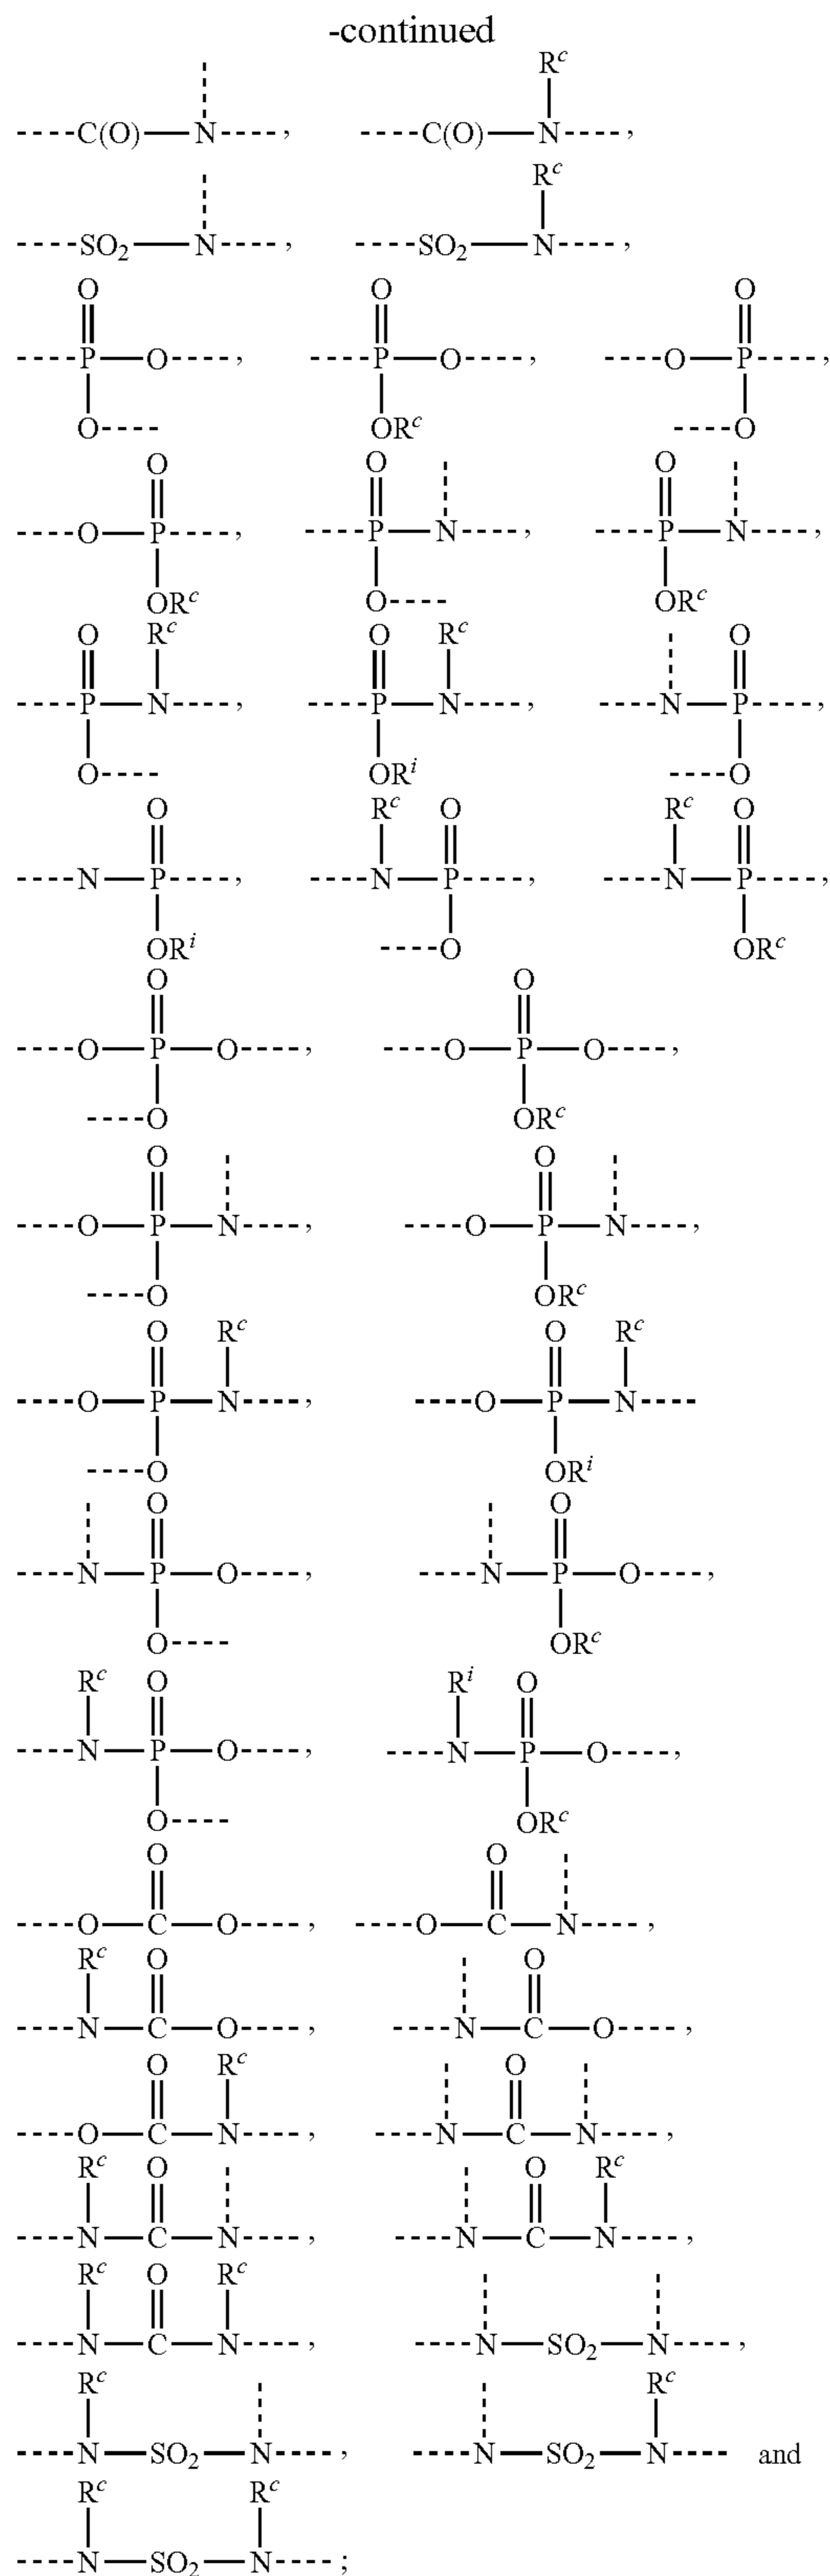 -continued
R^c
----C(O)—N----, ----C(O)—N----,
R^c
----SO₂—N----, ----SO₂—N----,
O O O
----P—O----, ----P—O----, ----O—P----,
O---- OR^c ----O
O O O
----O—P----, ----P—N----, ----P—N----,
OR^c O---- OR^c
O R^c O R^c O
----P—N----, ----P—N----, ----N—P----,
O---- OR^i ----O
O R^c O R^c O
----N—P----, ----N—P----, ----N—P----,
OR^i ----O OR^c
O O
----O—P—O----, ----O—P—O----,
----O OR^c
O O
----O—P—N----, ----O—P—N----,
----O OR^c
O R^c O R^c
----O—P—N----, ----O—P—N----
----O OR^i
O O
----N—P—O----, ----N—P—O----,
O---- OR^c
R^c O R^i O
----N—P—O----, ----N—P—O----,
O---- OR^c
O O
----O—C—O----, ----O—C—N----,
R^c O O
----N—C—O----, ----N—C—O----,
O R^c O
----O—C—N----, ----N—C—N----,
R^c O O R^c
----N—C—N----, ----N—C—N----,
R^c O R^c
----N—C—N----, ----N—SO₂—N----,
R^c R^c
----N—SO₂—N----, ----N—SO₂—N---- and
R^c R^c
----N—SO₂—N----;